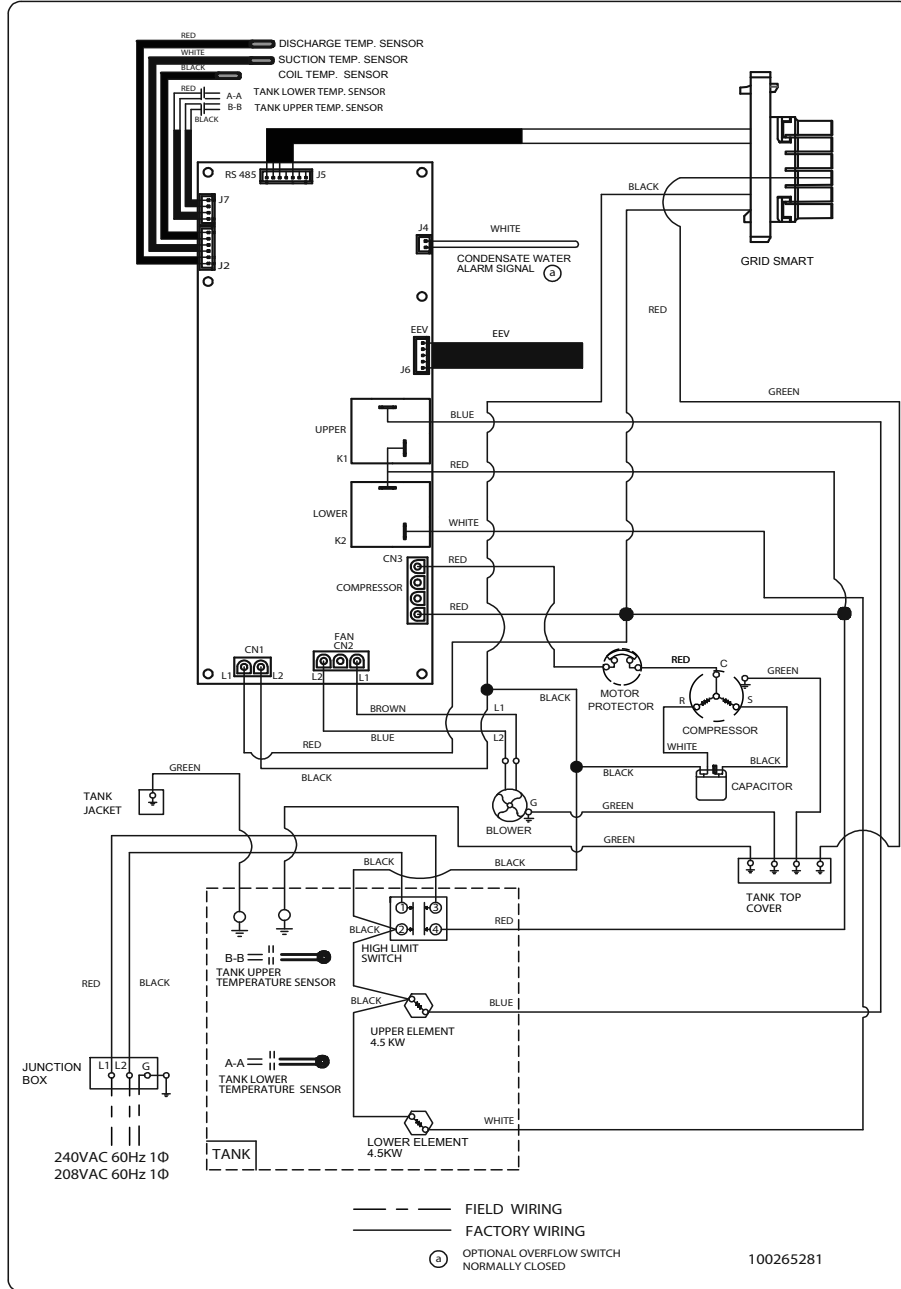 RED
DISCHARGE TEMP. SENSOR
WHITE
SUCTION TEMP. SENSOR
BLACK
COIL TEMP. SENSOR
RED
A-A
TANK LOWER TEMP. SENSOR
B-B
TANK UPPER TEMP. SENSOR
BLACK
RS 485
J5
J7
J2
J4
WHITE
CONDENSATE WATER
ALARM SIGNAL
a
BLACK
GRID SMART
RED
EEV
EEV
J6
GREEN
UPPER
K1
BLUE
RED
LOWER
K2
WHITE
CN3
RED
COMPRESSOR
RED
CN1
L1
L2
FAN
CN2
L2
L1
BROWN
L1
BLUE
L2
RED
BLACK
BLACK
MOTOR
PROTECTOR
RED
C
GREEN
R
S
COMPRESSOR
WHITE
BLACK
BLACK
CAPACITOR
GREEN
TANK
JACKET
G
BLOWER
GREEN
GREEN
BLACK
BLACK
TANK TOP
COVER
1
3
BLACK
2
4
RED
HIGH LIMIT
SWITCH
B-B
TANK UPPER
TEMPERATURE SENSOR
RED
BLACK
BLACK
BLUE
UPPER ELEMENT
4.5 KW
A-A
TANK LOWER
TEMPERATURE SENSOR
JUNCTION
BOX
L1
L2
G
WHITE
LOWER ELEMENT
4.5KW
TANK
240VAC 60Hz 1Φ
208VAC 60Hz 1Φ
FIELD WIRING
FACTORY WIRING
a
OPTIONAL OVERFLOW SWITCH
NORMALLY CLOSED
100265281